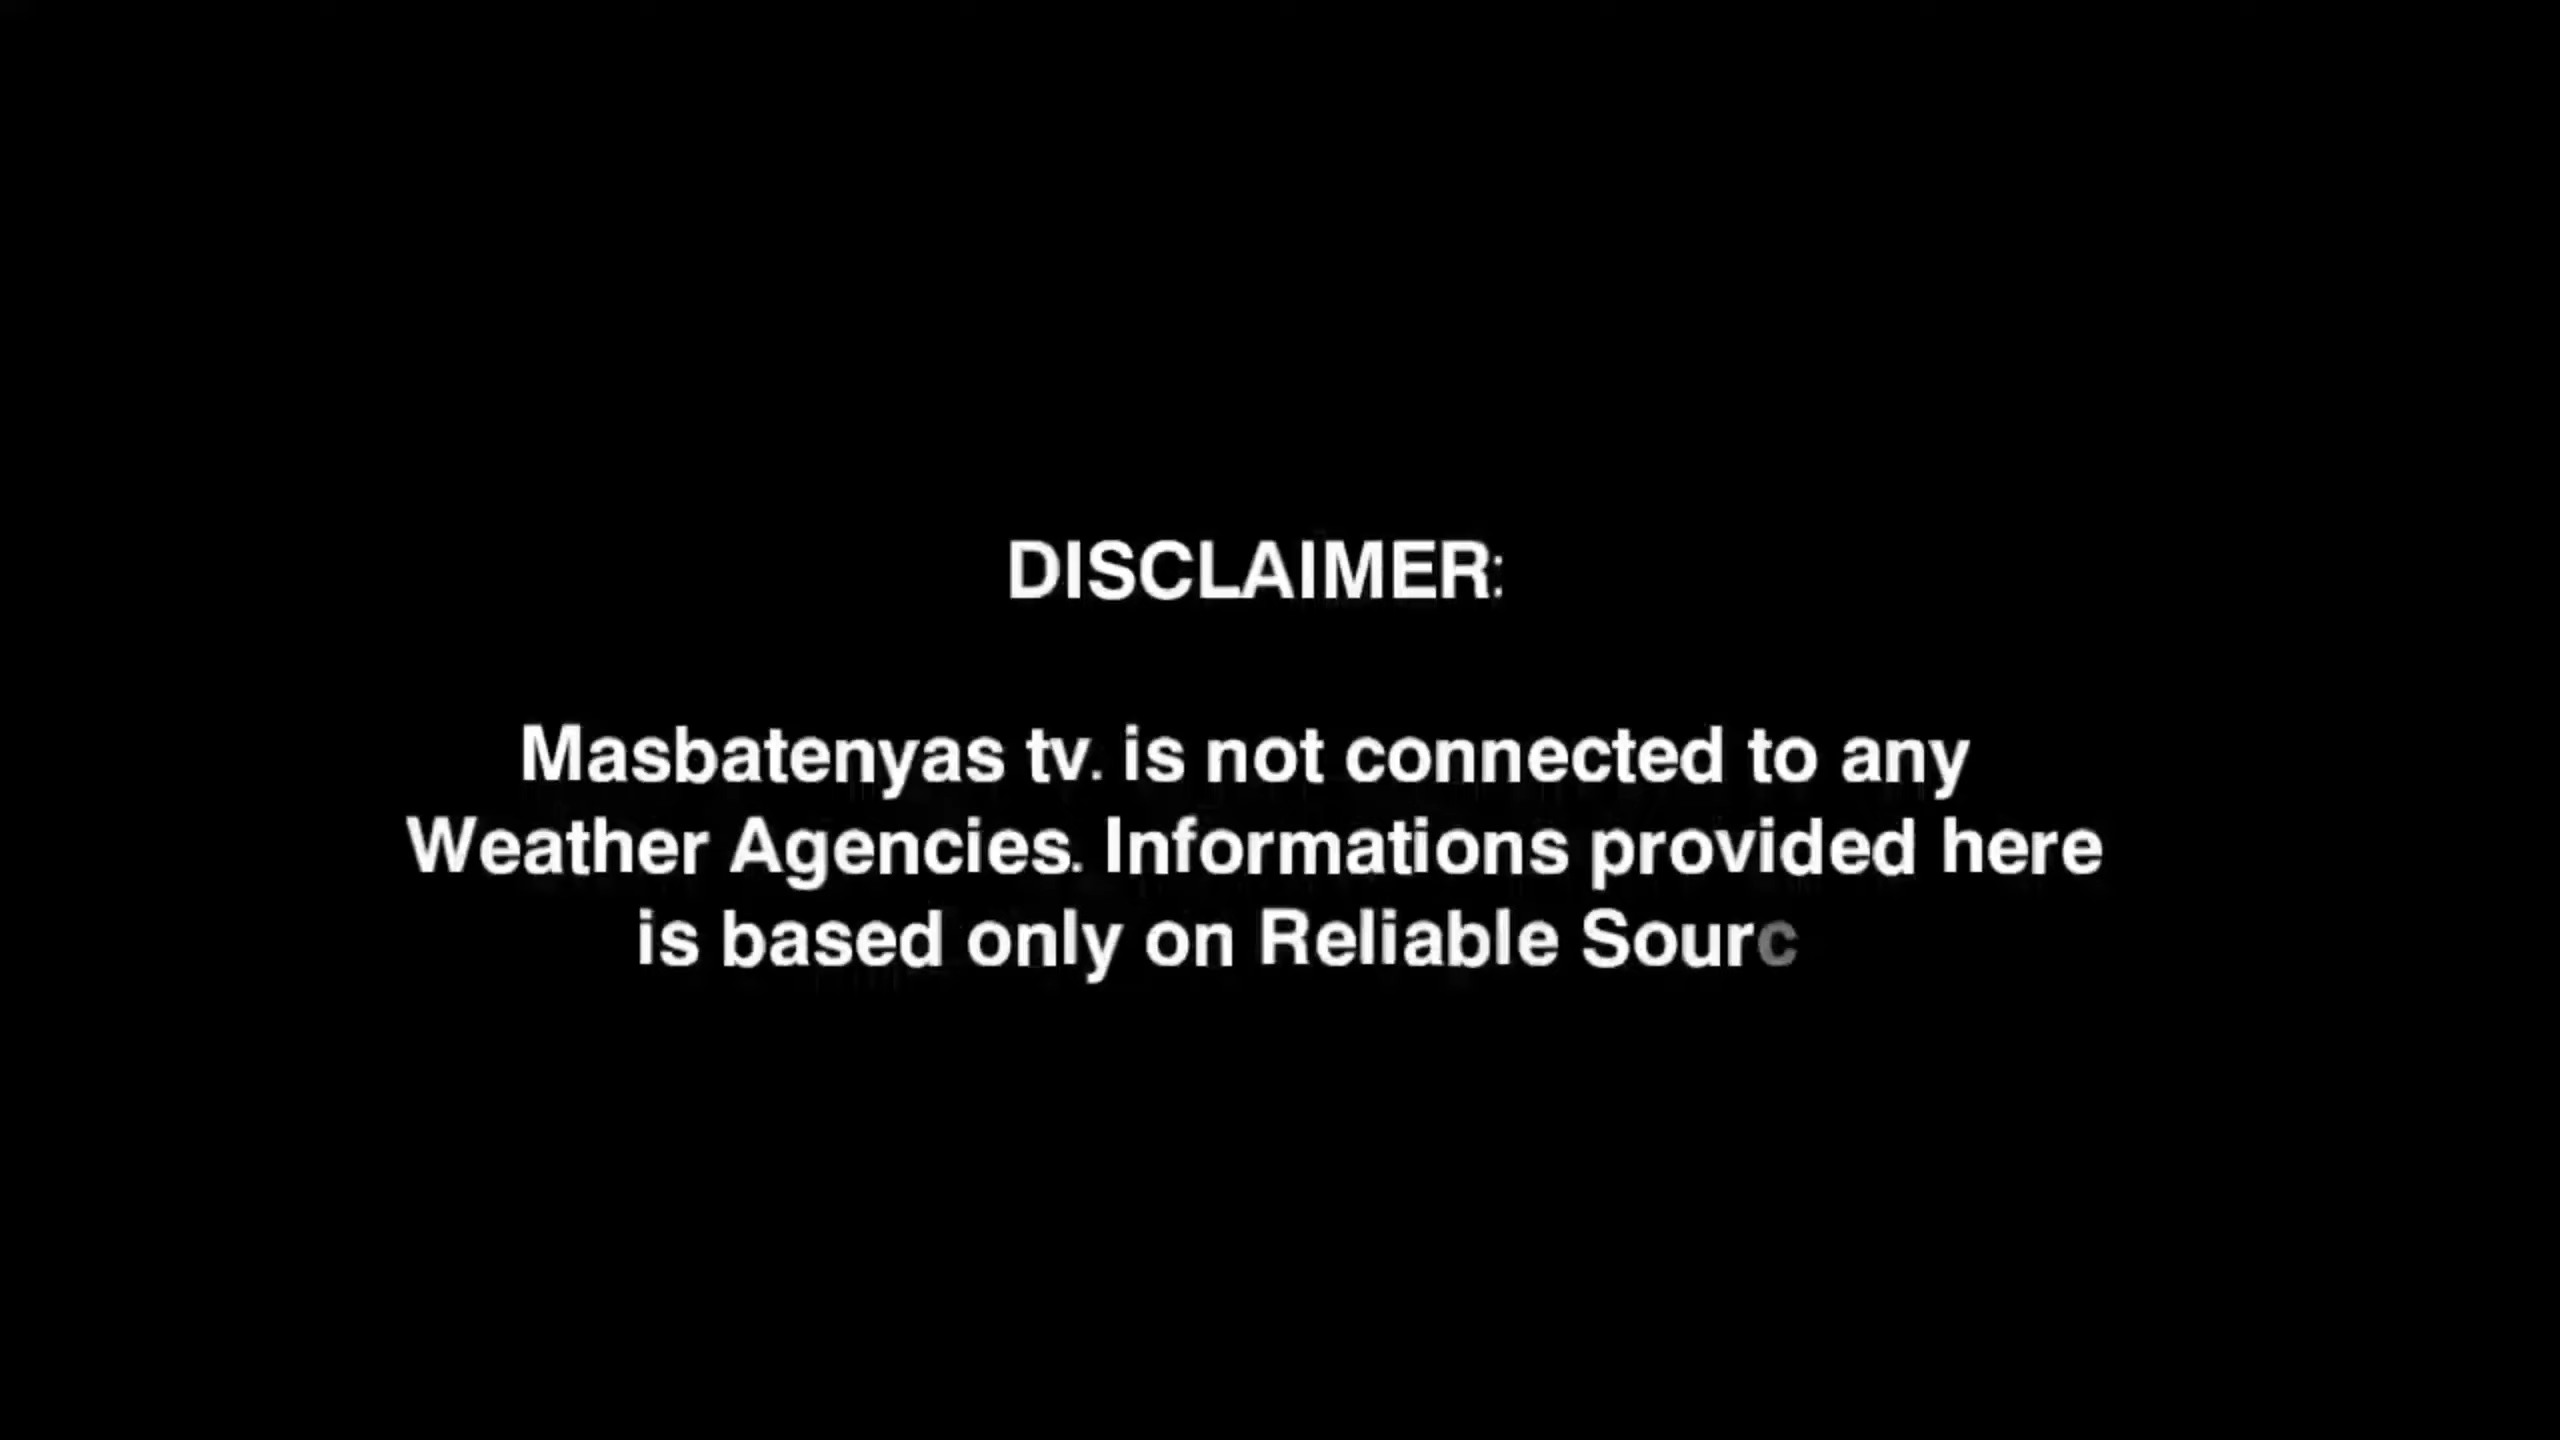 DISCLAIMER:
Masbatenyas tv. is not connected to any
Weather Agencies. Informations provided here
is based only on Reliable Sourc